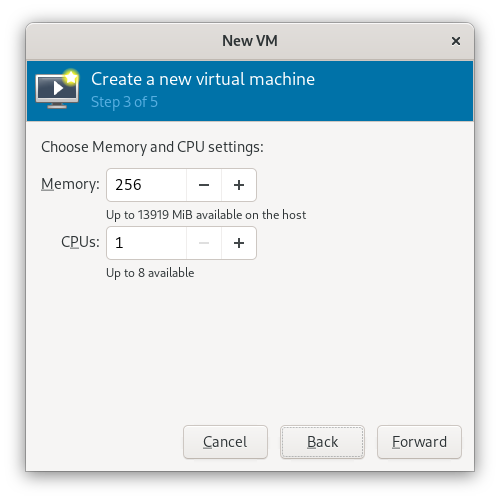 New VM
Create a new virtual machine
Step 3 of 5
Choose Memory and CPU settings:
Memory: 256 − +
Up to 13919 MiB available on the host
CPUs: 1 − +
Up to 8 available
Cancel Back Forward